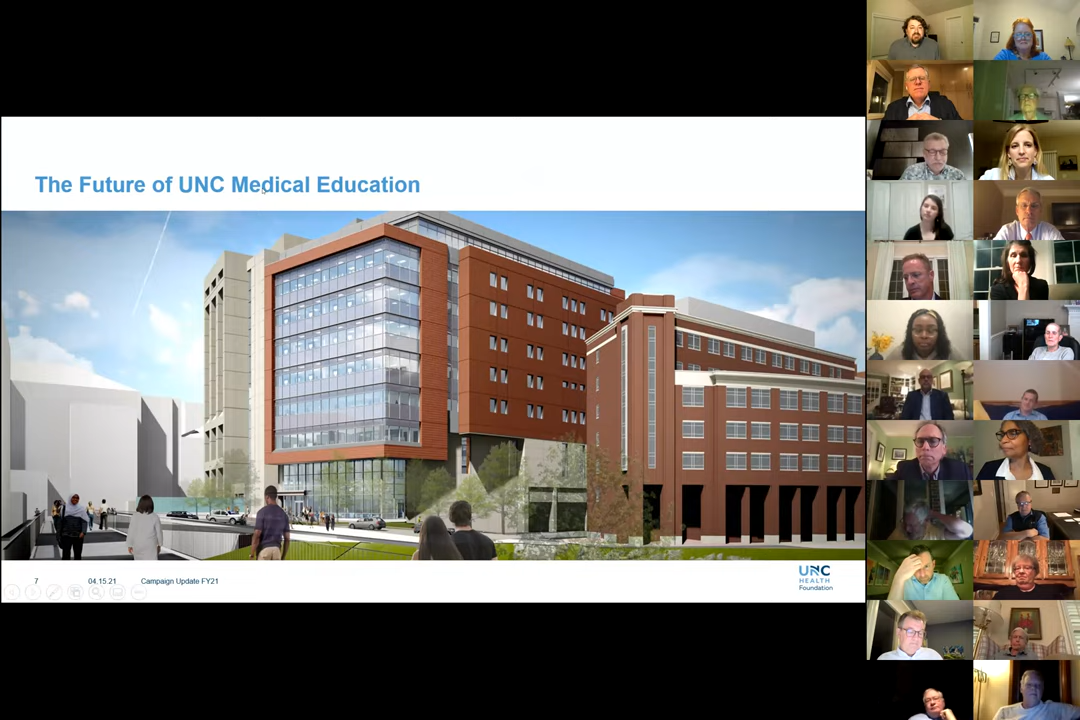 The Future of UNC Medical Education
7
04.15.21
Campaign Update FY21
UNC
HEALTH
Foundation